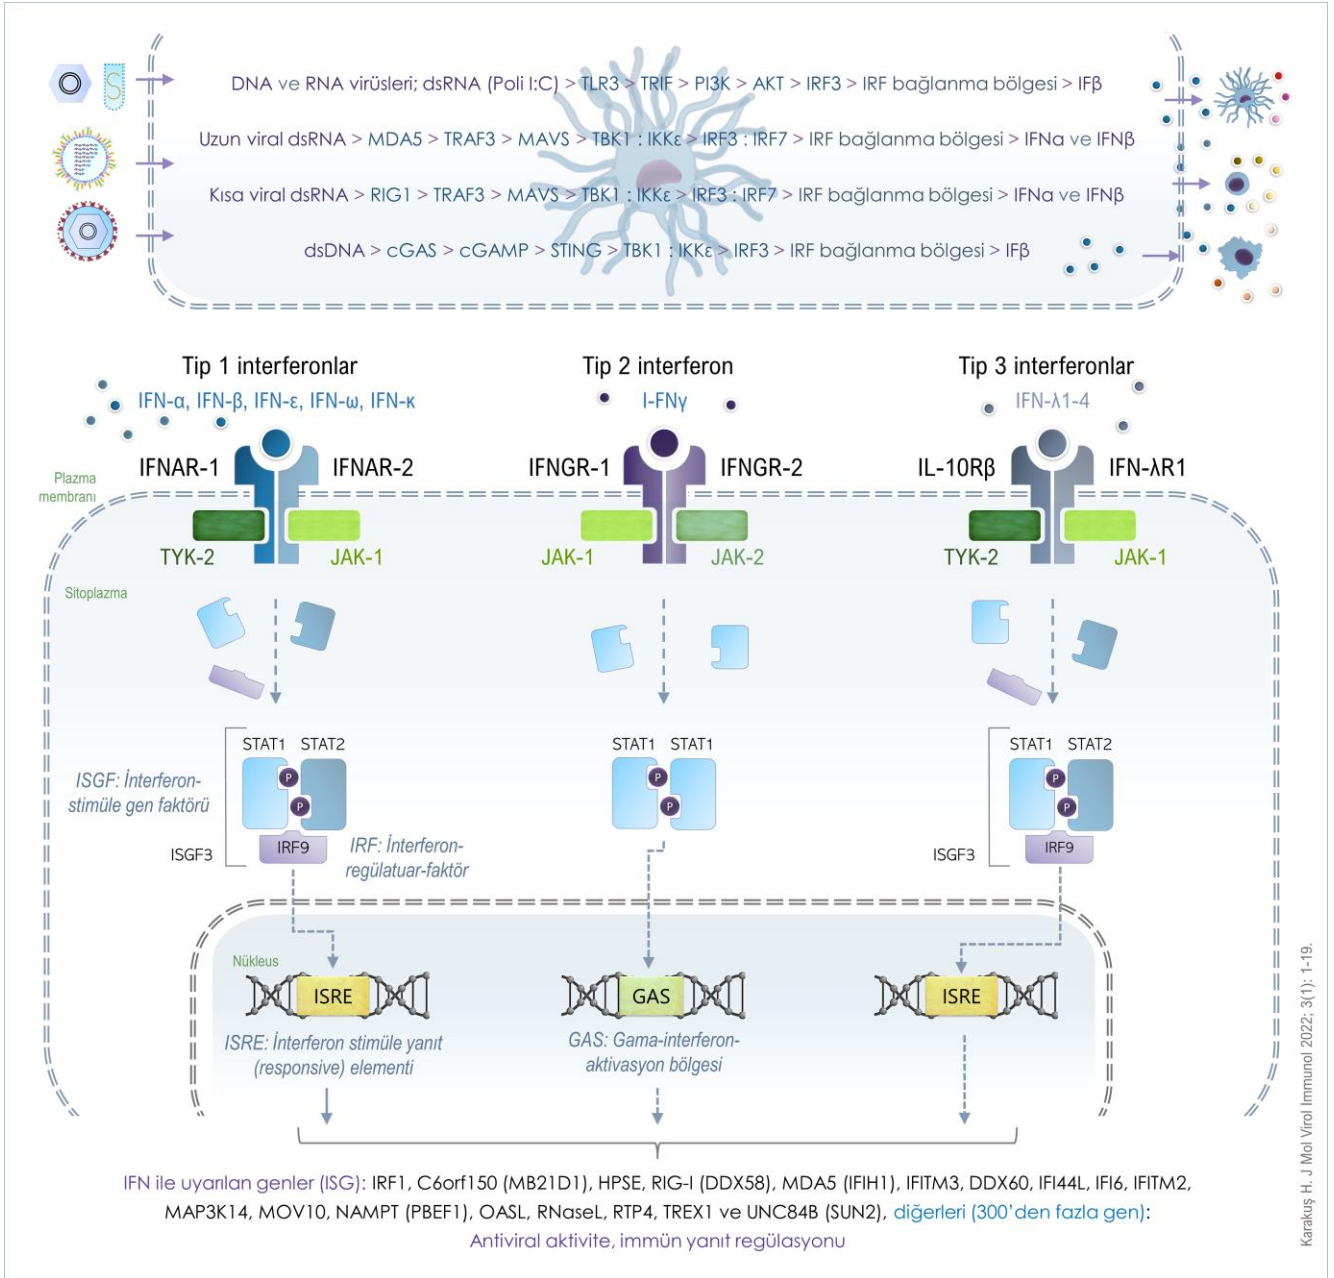 DNA ve RNA virüsleri; dsRNA (Poli I:C) > TLR3 > TRIF > PI3K > AKT > IRF3 > IRF bağlanma bölgesi > IFβ
Uzun viral dsRNA > MDA5 > TRAF3 > MAVS > TBK1 : IKKε > IRF3 : IRF7 > IRF bağlanma bölgesi > IFNα ve IFNβ
Kısa viral dsRNA > RIG1 > TRAF3 > MAVS > TBK1 : IKKε > IRF3 : IRF7 > IRF bağlanma bölgesi > IFNα ve IFNβ
dsDNA > cGAS > cGAMP > STING > TBK1 : IKKε > IRF3 > IRF bağlanma bölgesi > IFβ
Tip 1 interferonlar
IFN-α, IFN-β, IFN-ε, IFN-ω, IFN-κ
Tip 2 interferon
I-FNγ
Tip 3 interferonlar
IFN-λ1-4
IFNAR-1
IFNAR-2
IFNGR-1
IFNGR-2
IL-10Rβ
IFN-λR1
Plazma
membranı
TYK-2
JAK-1
JAK-1
JAK-2
TYK-2
JAK-1
Sitoplazma
STAT1 STAT2
P
P
IRF9
ISGF3
ISGF: İnterferon-
stimüle gen faktörü
IRF: İnterferon-
regülatuar-faktör
STAT1 STAT1
P
P
STAT1 STAT2
P
P
IRF9
ISGF3
Nükleus
ISRE
GAS
ISRE
ISRE: İnterferon stimüle yanıt
(responsive) elementi
GAS: Gama-interferon-
aktivasyon bölgesi
IFN ile uyarılan genler (ISG): IRF1, C6orf150 (MB21D1), HPSE, RIG-I (DDX58), MDA5 (IFIH1), IFITM3, DDX60, IFI44L, IFI6, IFITM2,
MAP3K14, MOV10, NAMPT (PBEF1), OASL, RNaseL, RTP4, TREX1 ve UNC84B (SUN2), diğerleri (300'den fazla gen):
Antiviral aktivite, immün yanıt regülasyonu
Karakuş H. J Mol Virol Immunol 2022; 3(1): 1-19.